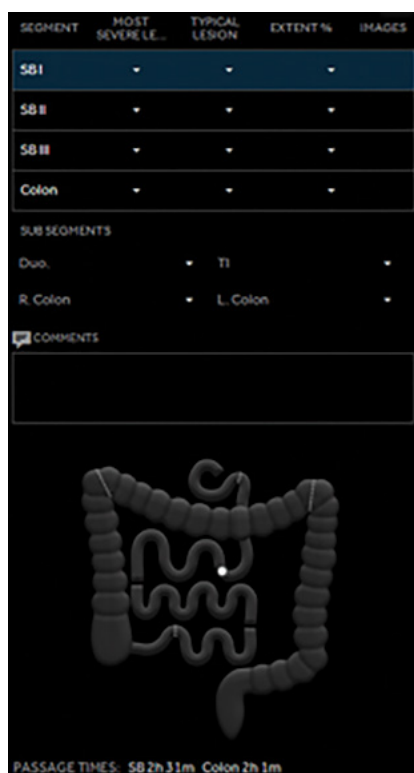 SEGMENT MOST SEVERE LE... TYPICAL LESION EXTENT % IMAGES
SB I
SB II
SB III
Colon
SUB SEGMENTS
Duo. TI
R. Colon L. Colon
COMMENTS
PASSAGE TIMES: SB 2h 31m Colon 2h 1m